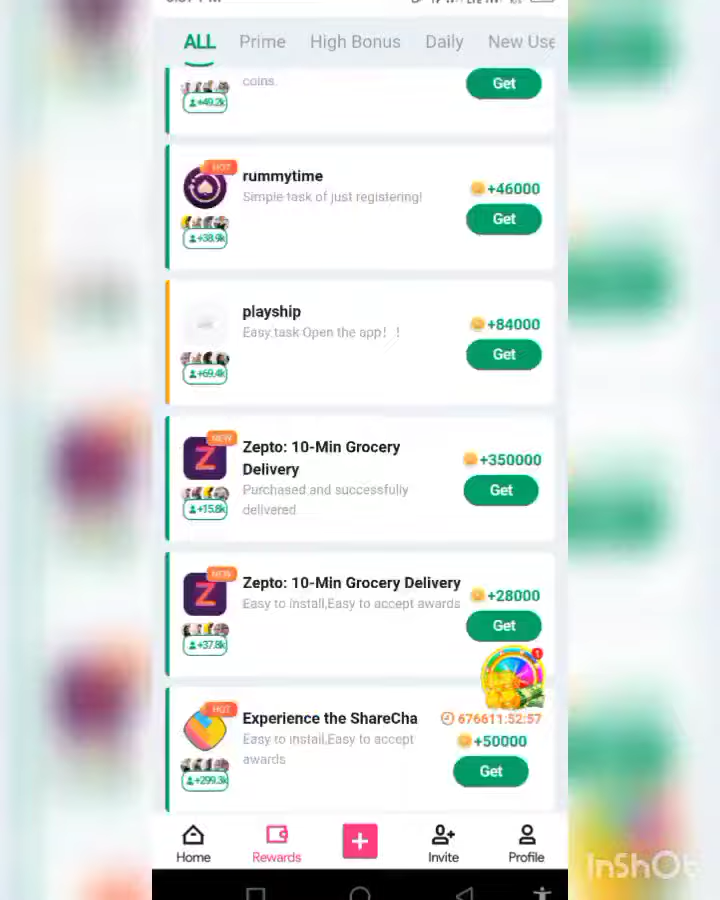 ALL Prime High Bonus Daily New Use
coins.
Get
+49.2k
HOT
rummytime
Simple task of just registering!
+46000
Get
+38.9k
playship
Easy task Open the app! !
+84000
Get
+69.4k
NEW
Zepto: 10-Min Grocery
Delivery
Purchased and successfully
delivered
+350000
Get
+15.8k
NEW
Zepto: 10-Min Grocery Delivery
Easy to install,Easy to accept awards
+28000
Get
+37.8k
1
HOT
Experience the ShareCha
Easy to install,Easy to accept
awards
676611:52:57
+50000
Get
+299.3k
Home Rewards Invite Profile
InShOt